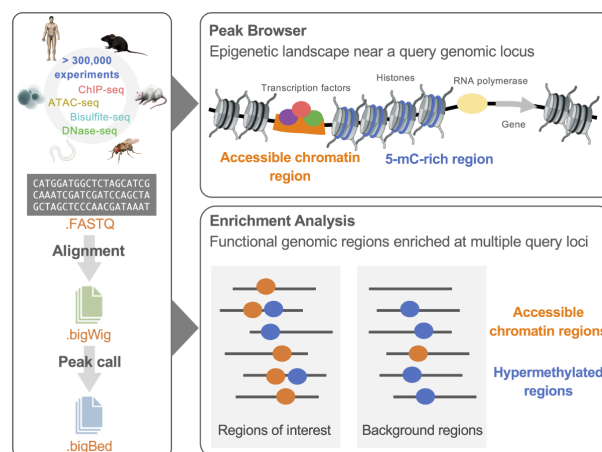 > 300,000
experiments
ChIP-seq
ATAC-seq
Bisulfite-seq
DNase-seq
CATGGATGGCTCTAGCATCG
CAAATCGATCGATCCAGCTA
GCTAGCTCCCAACGATAAAT
.FASTQ
Alignment
.bigWig
Peak call
.bigBed
Peak Browser
Epigenetic landscape near a query genomic locus
Transcription factors
Histones
RNA polymerase
Gene
Accessible chromatin
region
5-mC-rich region
Enrichment Analysis
Functional genomic regions enriched at multiple query loci
Regions of interest
Background regions
Accessible
chromatin regions
Hypermethylated
regions